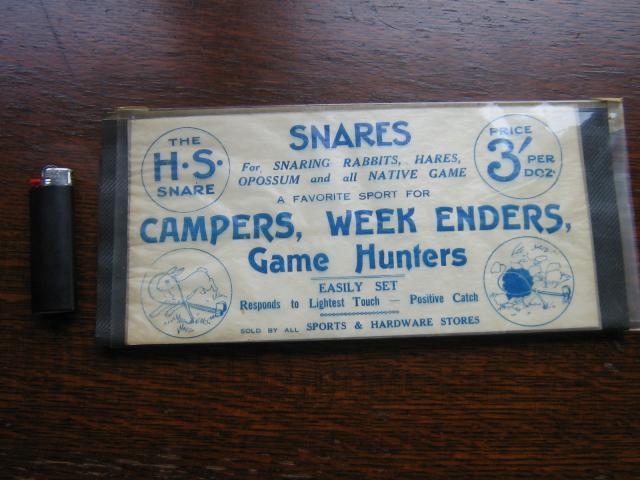 THE
H·S·
SNARE
SNARES
For SNARING RABBITS, HARES,
OPOSSUM and all NATIVE GAME
A FAVORITE SPORT FOR
PRICE
3/ PER
DOZ.
CAMPERS, WEEK ENDERS,
Game Hunters
EASILY SET
Responds to Lightest Touch — Positive Catch
SOLD BY ALL SPORTS & HARDWARE STORES